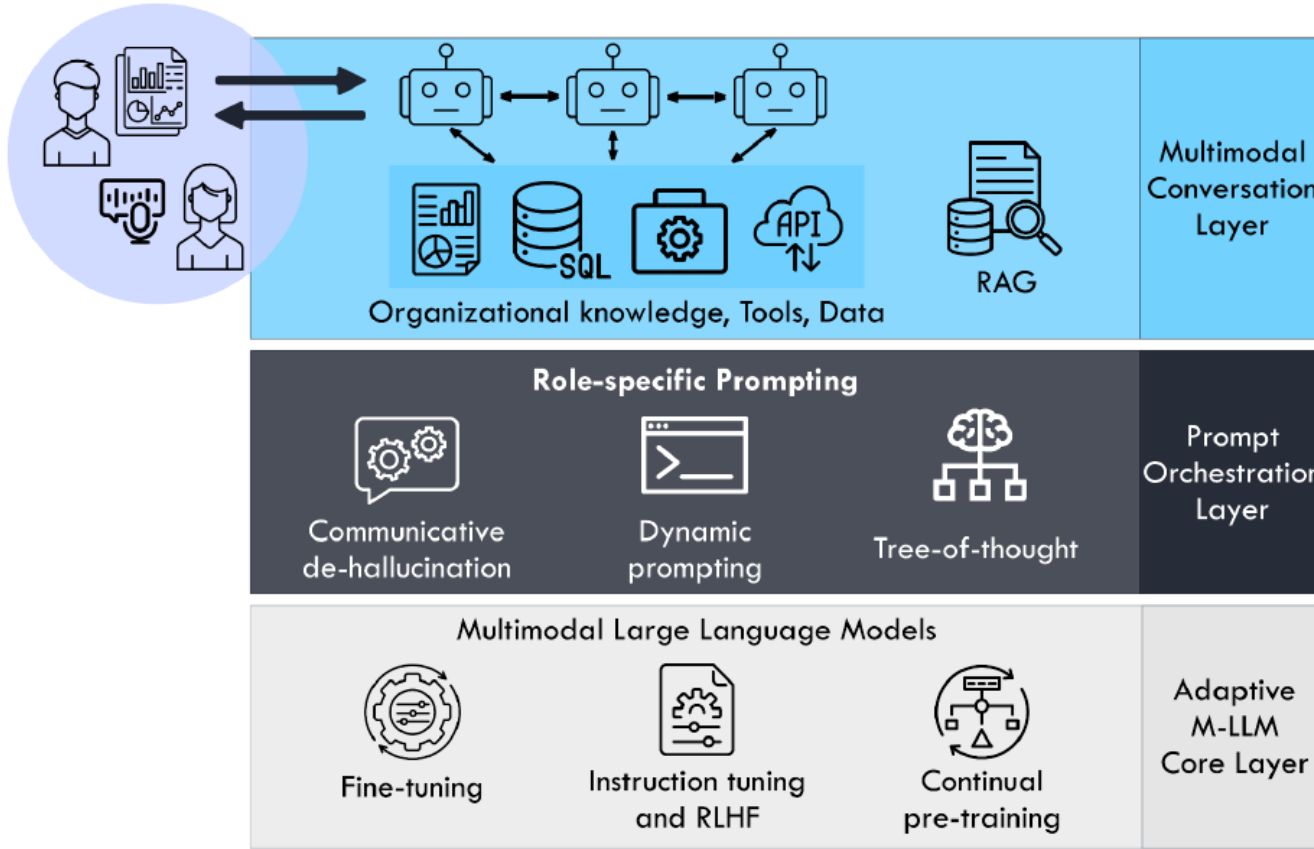 Multimodal
Conversation
Layer
API
SQL
RAG
Organizational knowledge, Tools, Data
Role-specific Prompting
Communicative
de-hallucination
Dynamic
prompting
Tree-of-thought
Prompt
Orchestration
Layer
Multimodal Large Language Models
Fine-tuning
Instruction tuning
and RLHF
Continual
pre-training
Adaptive
M-LLM
Core Layer